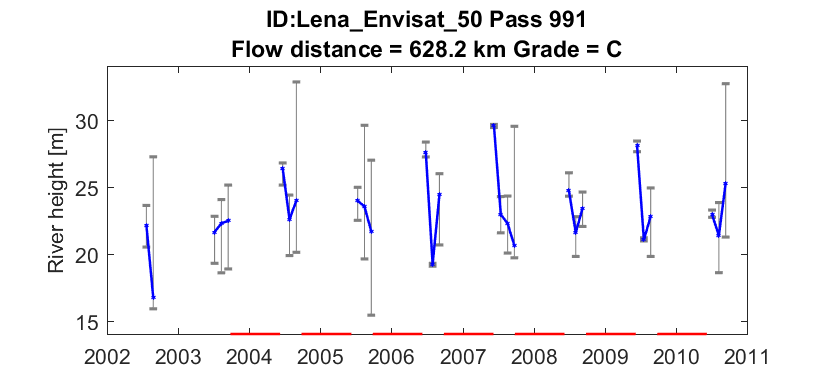 ID:Lena_Envisat_50 Pass 991
Flow distance = 628.2 km Grade = C
River height [m]
30
25
20
15
2002 2003 2004 2005 2006 2007 2008 2009 2010 2011